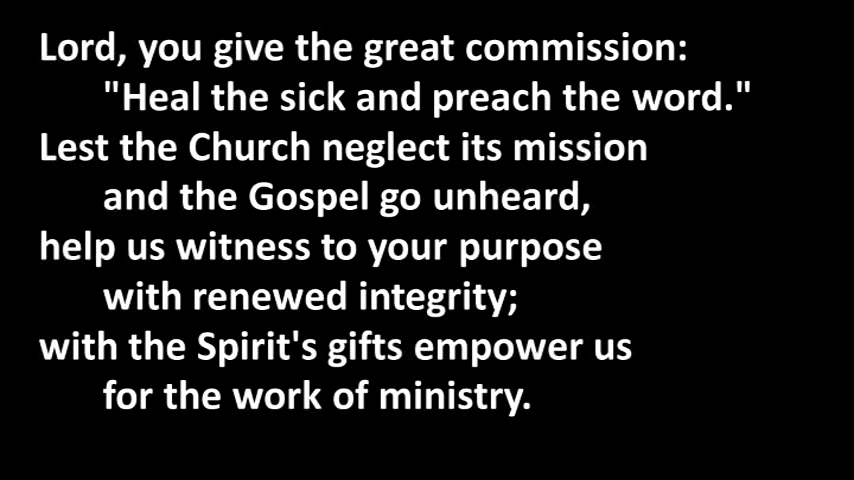 Lord, you give the great commission:
"Heal the sick and preach the word."
Lest the Church neglect its mission
and the Gospel go unheard,
help us witness to your purpose
with renewed integrity;
with the Spirit's gifts empower us
for the work of ministry.